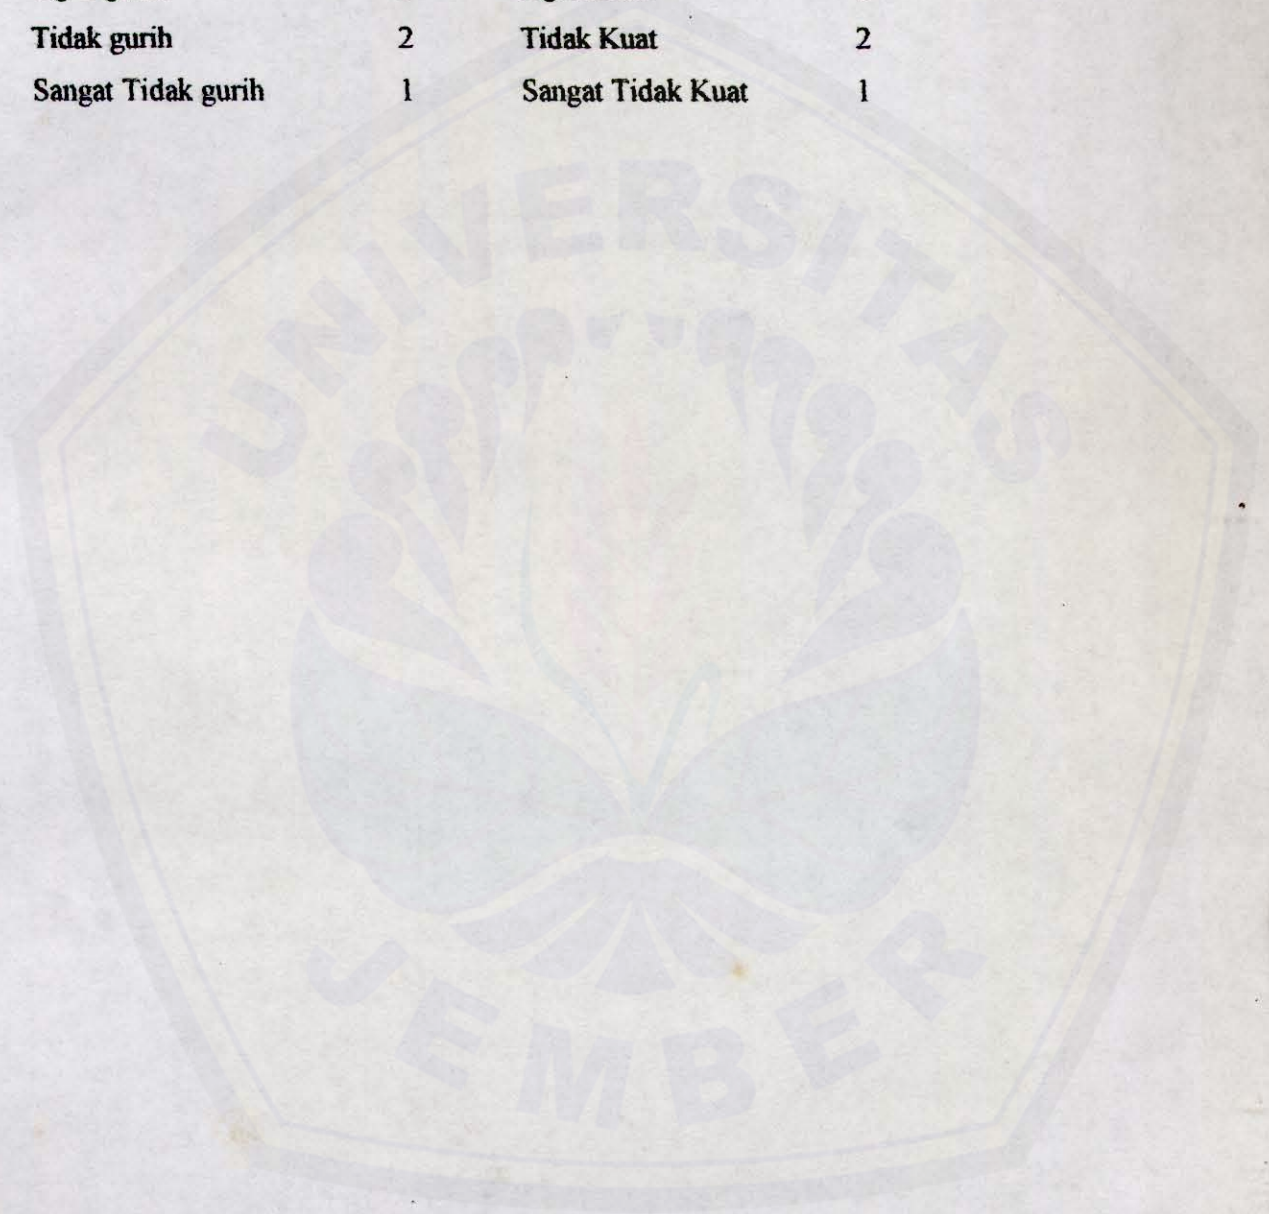 Tidak gurih 2 Tidak Kuat 2
Sangat Tidak gurih 1 Sangat Tidak Kuat 1
UNIVERSITAS
JEMBER